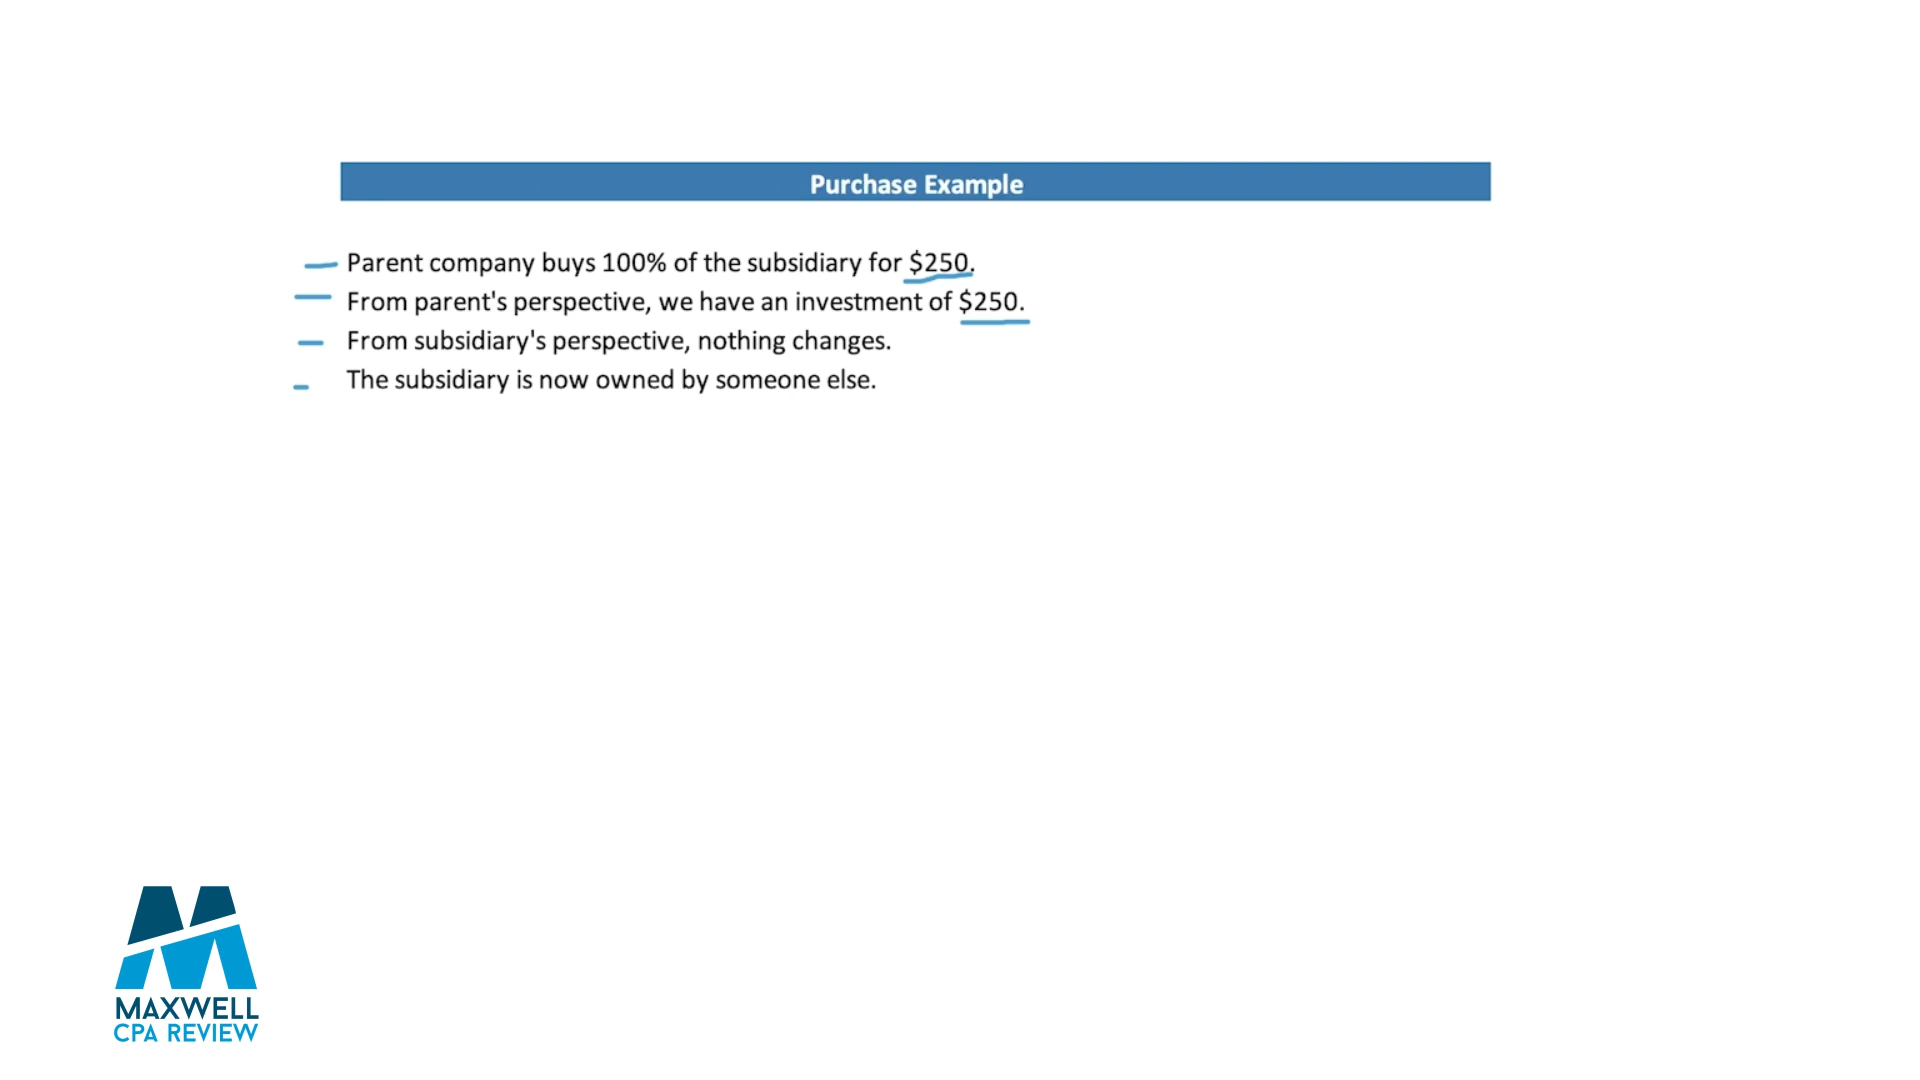 Purchase Example
Parent company buys 100% of the subsidiary for $250.
From parent's perspective, we have an investment of $250.
From subsidiary's perspective, nothing changes.
The subsidiary is now owned by someone else.
MAXWELL
CPA REVIEW